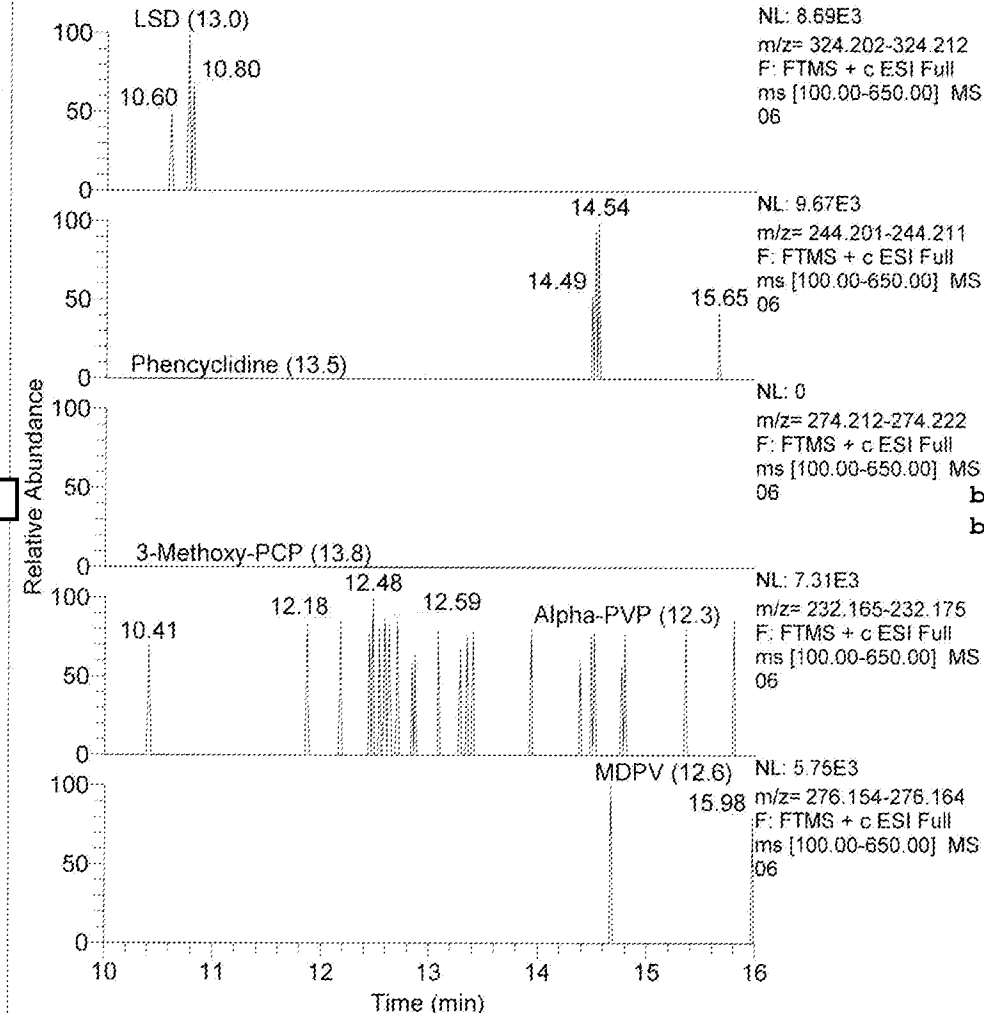 LSD (13.0)
100
10.80
10.60
50
0
NL: 8.69E3
m/z= 324.202-324.212
F: FTMS + c ESI Full
ms [100.00-650.00] MS
06
100
14.54
14.49
50
15.65
Phencyclidine (13.5)
0
NL: 9.67E3
m/z= 244.201-244.211
F: FTMS + c ESI Full
ms [100.00-650.00] MS
06
Relative Abundance
100
50
3-Methoxy-PCP (13.8)
0
NL: 0
m/z= 274.212-274.222
F: FTMS + c ESI Full
ms [100.00-650.00] MS
06
b
b
12.48
100
12.18
12.59
Alpha-PVP (12.3)
10.41
50
0
NL: 7.31E3
m/z= 232.165-232.175
F: FTMS + c ESI Full
ms [100.00-650.00] MS
06
MDPV (12.6)
100
15.98
50
0
NL: 5.75E3
m/z= 276.154-276.164
F: FTMS + c ESI Full
ms [100.00-650.00] MS
06
10 11 12 13 14 15 16
Time (min)